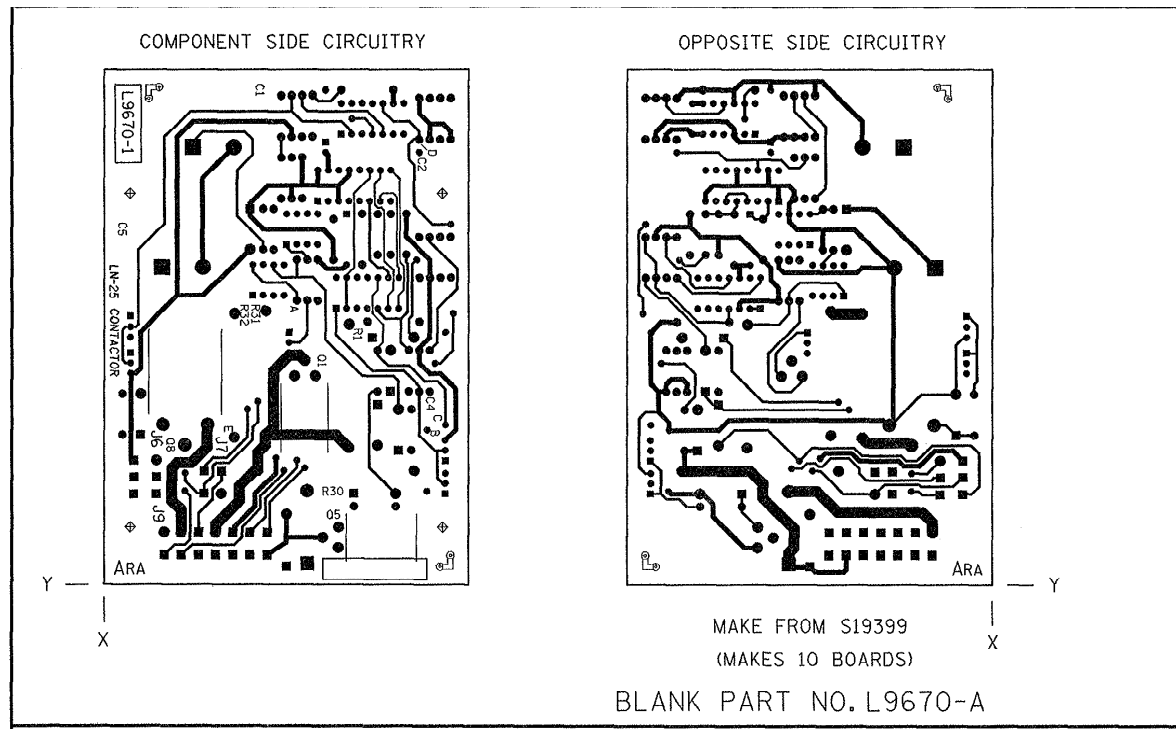 COMPONENT SIDE CIRCUITRY
OPPOSITE SIDE CIRCUITRY
L9670-1
C1
D
C2
C5
LN-25 CONTACTOR
R31
R32
A
R1
Q1
C4
C
B
E
J6
Q8
J7
R30
J9
Q5
ARA
ARA
Y
Y
X
X
MAKE FROM S19399
(MAKES 10 BOARDS)
BLANK PART NO. L9670-A